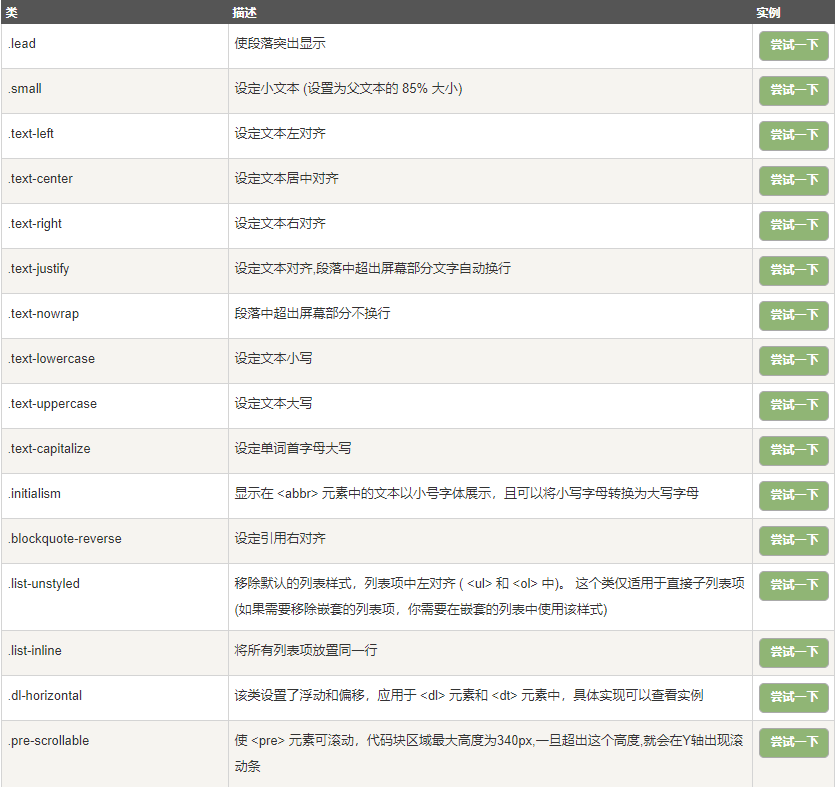 类 描述 实例
.lead 使段落突出显示 尝试一下
.small 设定小文本 (设置为父文本的 85% 大小) 尝试一下
.text-left 设定文本左对齐 尝试一下
.text-center 设定文本居中对齐 尝试一下
.text-right 设定文本右对齐 尝试一下
.text-justify 设定文本对齐,段落中超出屏幕部分文字自动换行 尝试一下
.text-nowrap 段落中超出屏幕部分不换行 尝试一下
.text-lowercase 设定文本小写 尝试一下
.text-uppercase 设定文本大写 尝试一下
.text-capitalize 设定单词首字母大写 尝试一下
.initialism 显示在 <abbr> 元素中的文本以小号字体展示，且可以将小写字母转换为大写字母 尝试一下
.blockquote-reverse 设定引用右对齐 尝试一下
.list-unstyled 移除默认的列表样式，列表项中左对齐 ( <ul> 和 <ol> 中)。 这个类仅适用于直接子列表项 尝试一下
(如果需要移除嵌套的列表项，你需要在嵌套的列表中使用该样式)
.list-inline 将所有列表项放置同一行 尝试一下
.dl-horizontal 该类设置了浮动和偏移，应用于 <dl> 元素和 <dt> 元素中，具体实现可以查看实例 尝试一下
.pre-scrollable 使 <pre> 元素可滚动，代码块区域最大高度为340px,一旦超出这个高度,就会在Y轴出现滚 尝试一下
动条